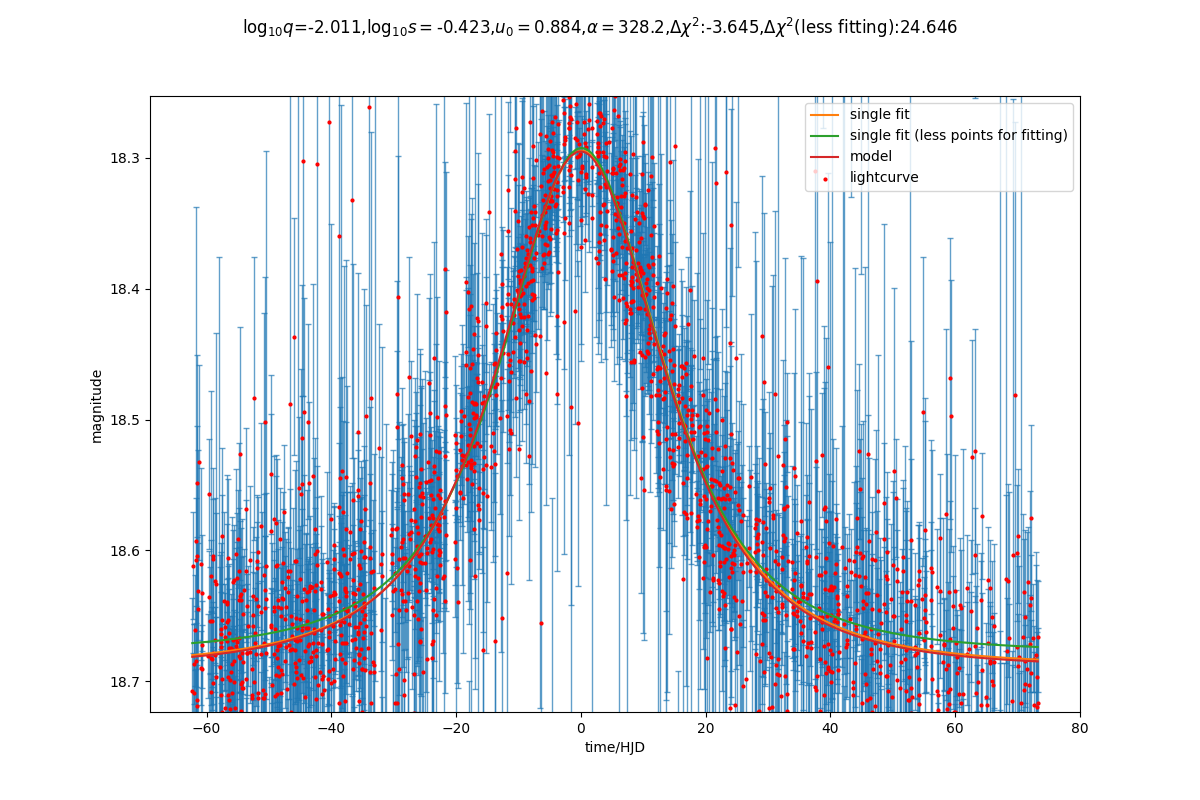 log₁₀q=-2.011,log₁₀s = -0.423,u₀ = 0.884,α = 328.2,Δχ²:-3.645,Δχ²(less fitting):24.646
single fit
single fit (less points for fitting)
model
lightcurve
18.3
18.4
18.5
18.6
18.7
magnitude
−60 −40 −20 0 20 40 60 80
time/HJD